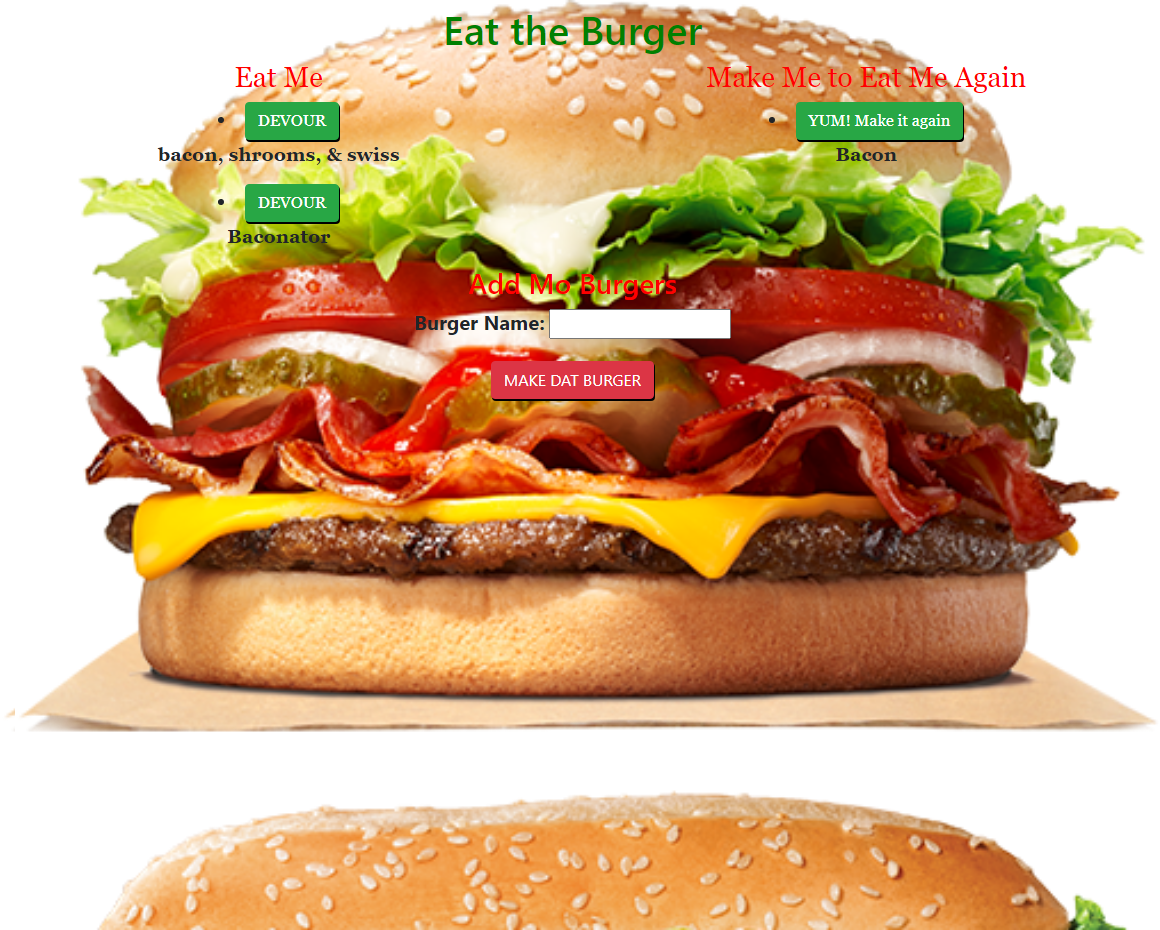 Eat the Burger
Eat Me
DEVOUR
bacon, shrooms, & swiss
DEVOUR
Baconator
Make Me to Eat Me Again
YUM! Make it again
Bacon
Add Mo Burgers
Burger Name:
MAKE DAT BURGER